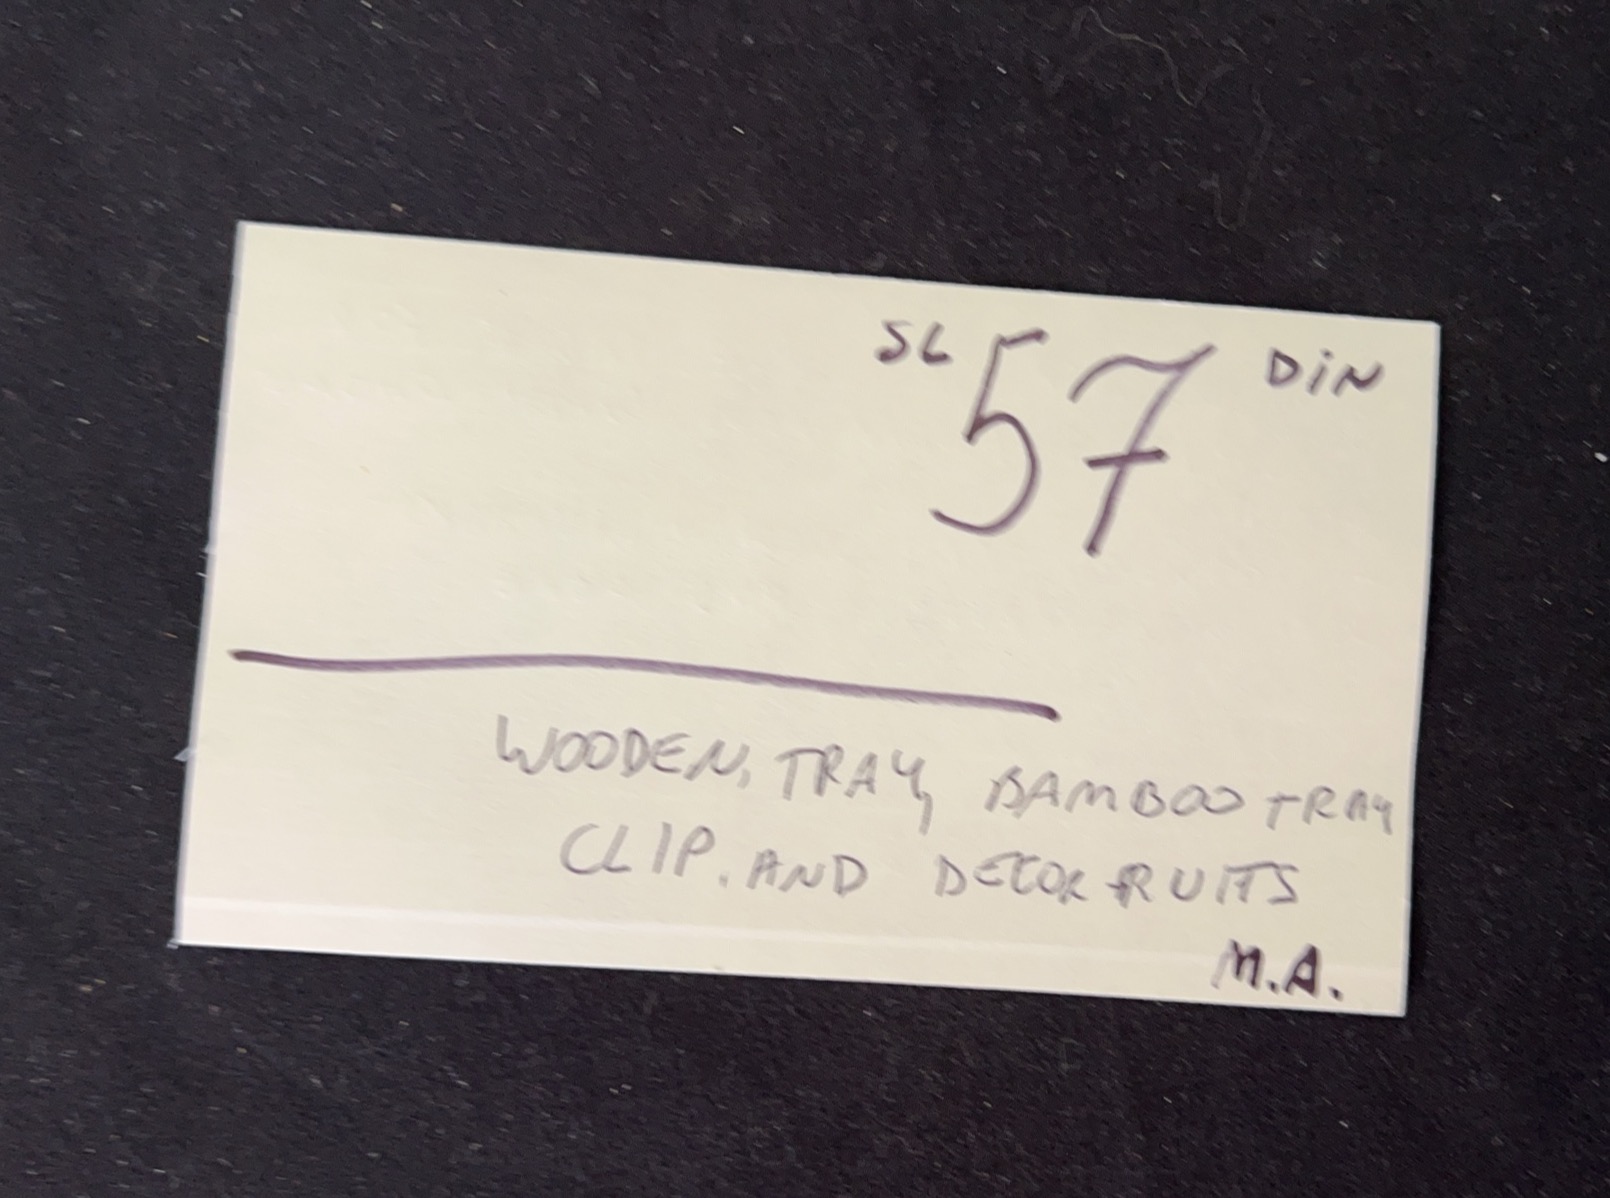 SL 57 DiN
WOODEN, TRAY, BAMBOO TRAY
CLIP. AND DECOR FRUITS
M.A.